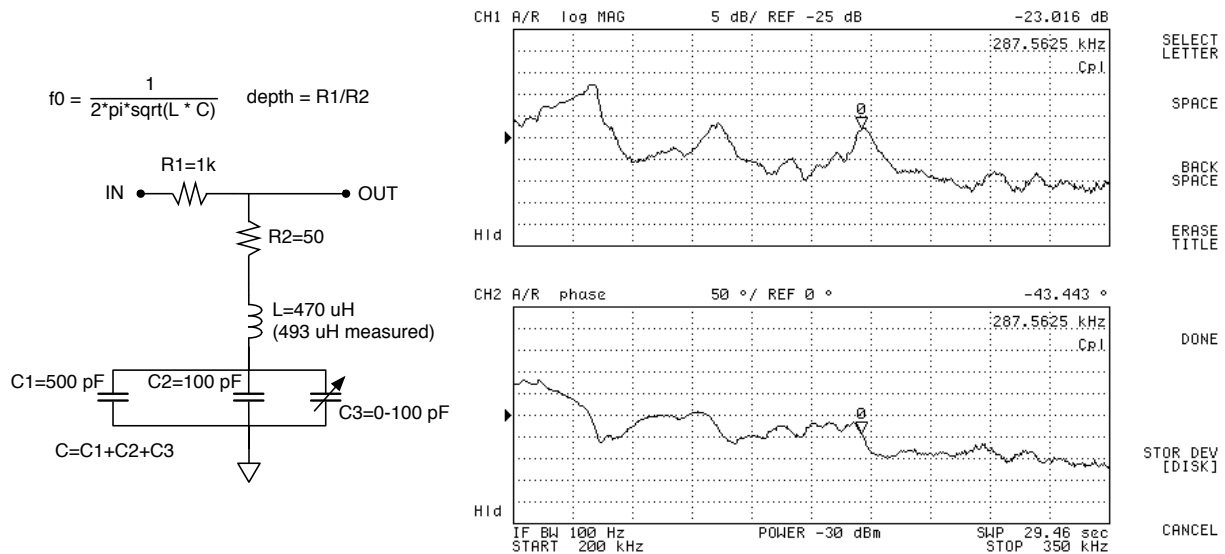 f0 = 1
2*pi*sqrt(L * C)
depth = R1/R2
R1=1k
IN
OUT
R2=50
L=470 uH
(493 uH measured)
C1=500 pF
C2=100 pF
C3=0-100 pF
C=C1+C2+C3
CH1 A/R log MAG 5 dB/ REF -25 dB -23.016 dB
287.5625 kHz
Cpl
0
Hld
CH2 A/R phase 50 °/ REF 0 ° -43.443 °
287.5625 kHz
Cpl
0
Hld
IF BW 100 Hz POWER -30 dBm SWP 29.46 sec
START 200 kHz STOP 350 kHz
SELECT
LETTER
SPACE
BACK
SPACE
ERASE
TITLE
DONE
STOR DEV
[DISK]
CANCEL